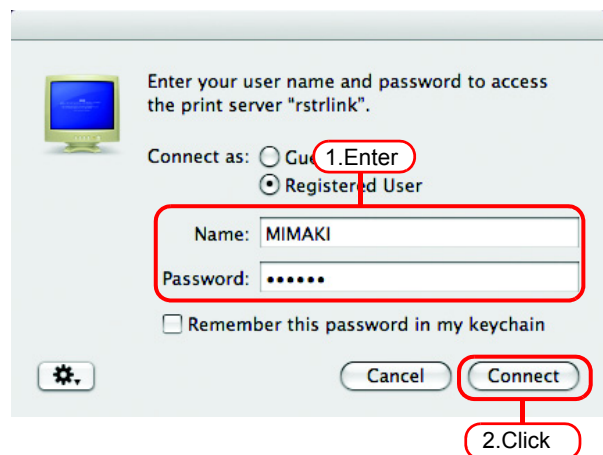 Enter your user name and password to access
the print server "rstrlink".
Connect as:
1.Enter
Registered User
Name: MIMAKI
Password: ••••••
Remember this password in my keychain
Cancel Connect
2.Click